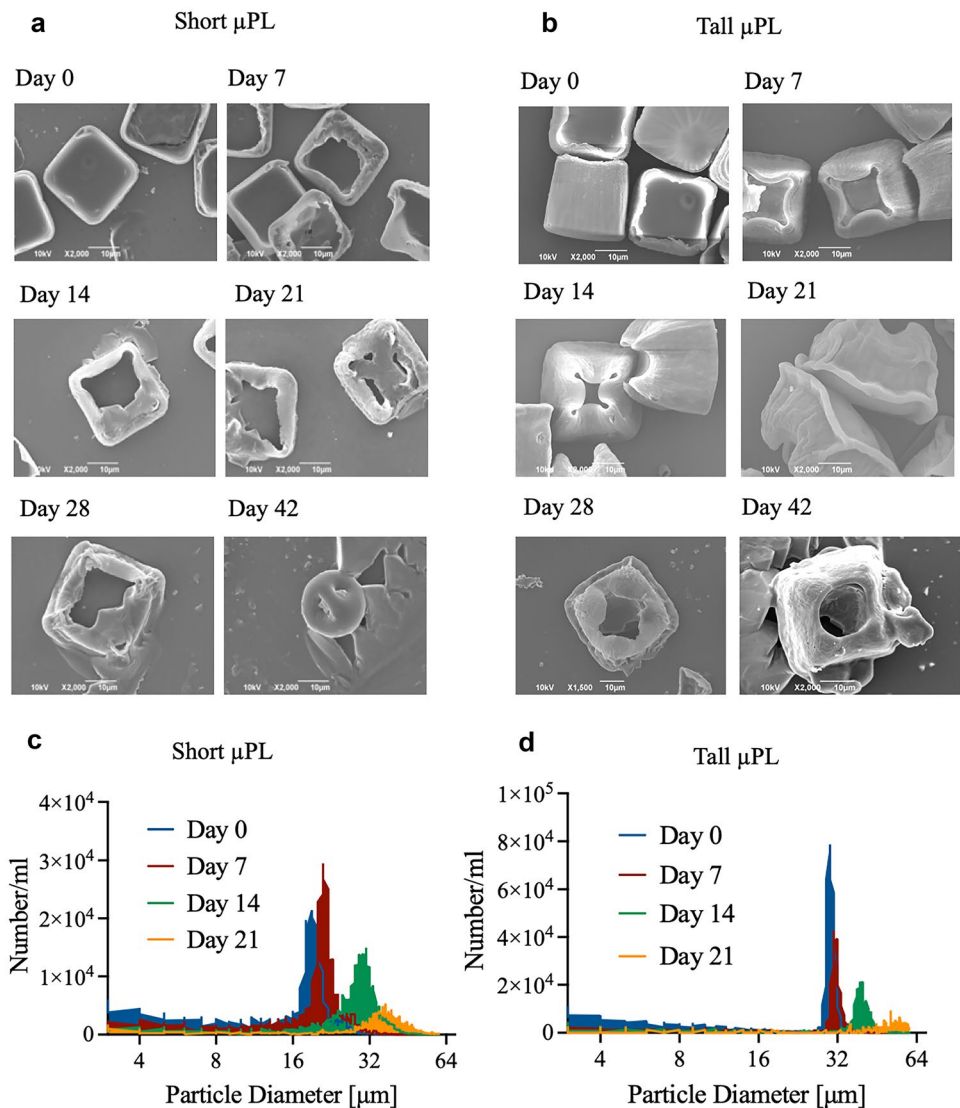 a
Short µPL
b
Tall µPL
Day 0
Day 7
Day 0
Day 7
10kV X2,000 10µm
10kV X2,000 10µm
10kV X2,000 10µm
10kV X2,000 10µm
Day 14
Day 21
Day 14
Day 21
10kV X2,000 10µm
10kV X2,000 10µm
10kV X2,000 10µm
10kV X2,000 10µm
Day 28
Day 42
Day 28
Day 42
10kV X2,000 10µm
10kV X2,000 10µm
10kV X1,500 10µm
10kV X2,000 10µm
c
Short µPL
4×10⁴
3×10⁴
2×10⁴
1×10⁴
0
Number/ml
Day 0
Day 7
Day 14
Day 21
4 8 16 32 64
Particle Diameter [µm]
d
Tall µPL
1×10⁵
8×10⁴
6×10⁴
4×10⁴
2×10⁴
0
Number/ml
Day 0
Day 7
Day 14
Day 21
4 8 16 32 64
Particle Diameter [µm]